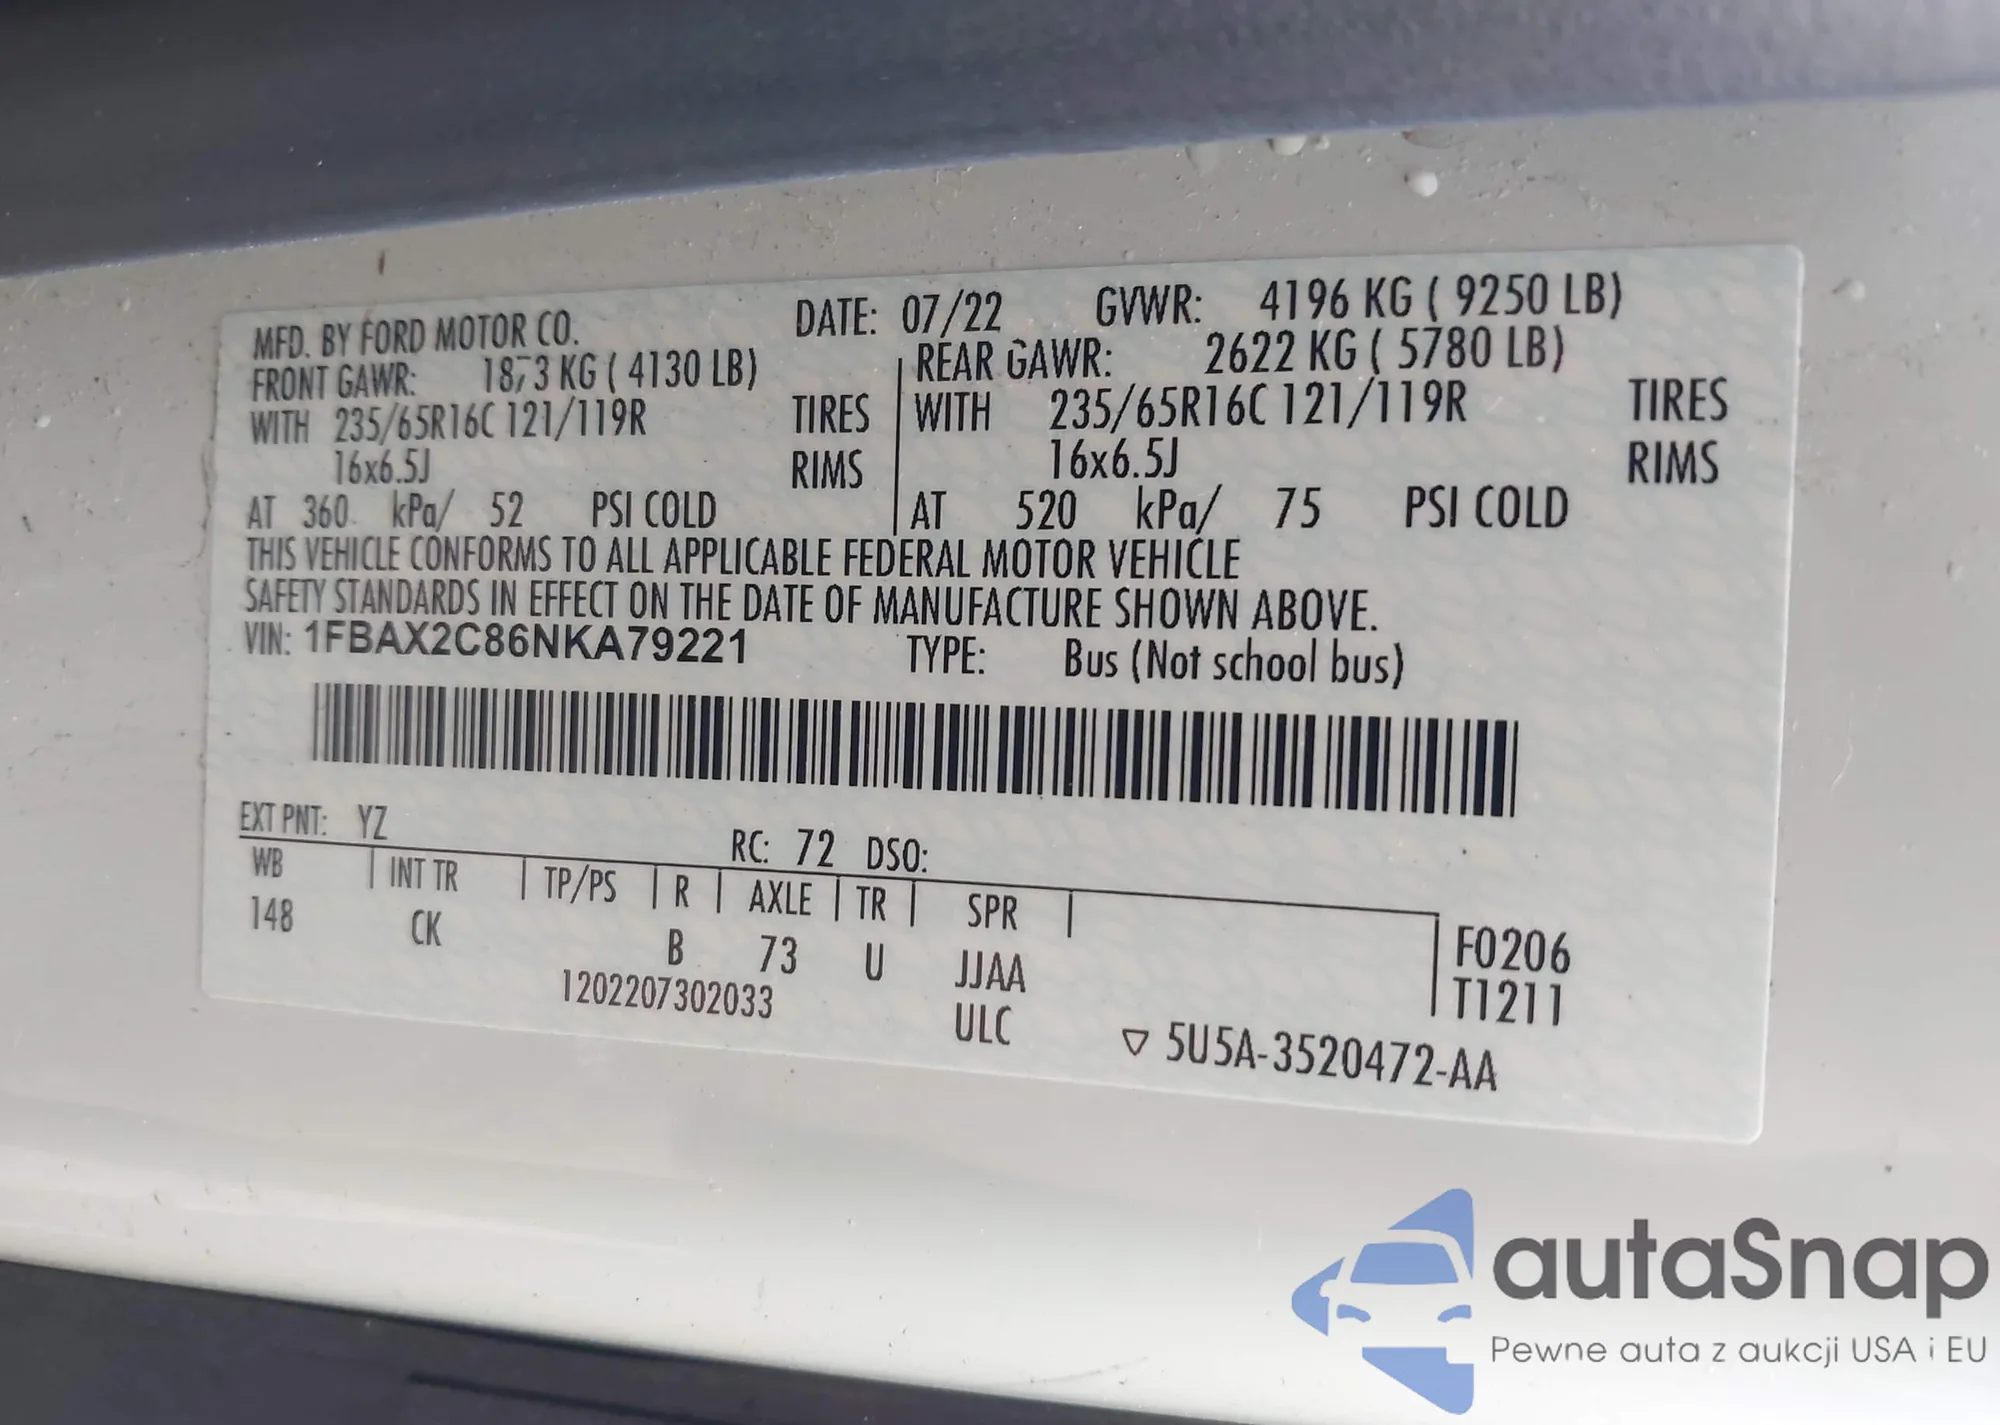 MFD. BY FORD MOTOR CO. DATE: 07/22 GVWR: 4196 KG ( 9250 LB)
FRONT GAWR: 1873 KG ( 4130 LB) REAR GAWR: 2622 KG ( 5780 LB)
WITH 235/65R16C 121/119R TIRES WITH 235/65R16C 121/119R TIRES
16x6.5J RIMS 16x6.5J RIMS
AT 360 kPa/ 52 PSI COLD AT 520 kPa/ 75 PSI COLD
THIS VEHICLE CONFORMS TO ALL APPLICABLE FEDERAL MOTOR VEHICLE
SAFETY STANDARDS IN EFFECT ON THE DATE OF MANUFACTURE SHOWN ABOVE.
VIN: 1FBAX2C86NKA79221 TYPE: Bus (Not school bus)
EXT PNT: YZ RC: 72 DSO:
WB INT TR TP/PS R AXLE TR SPR
148 CK B 73 U JJAA F0206
1202207302033 ULC T1211
▽ 5U5A-3520472-AA
autaSnap
Pewne auta z aukcji USA i EU